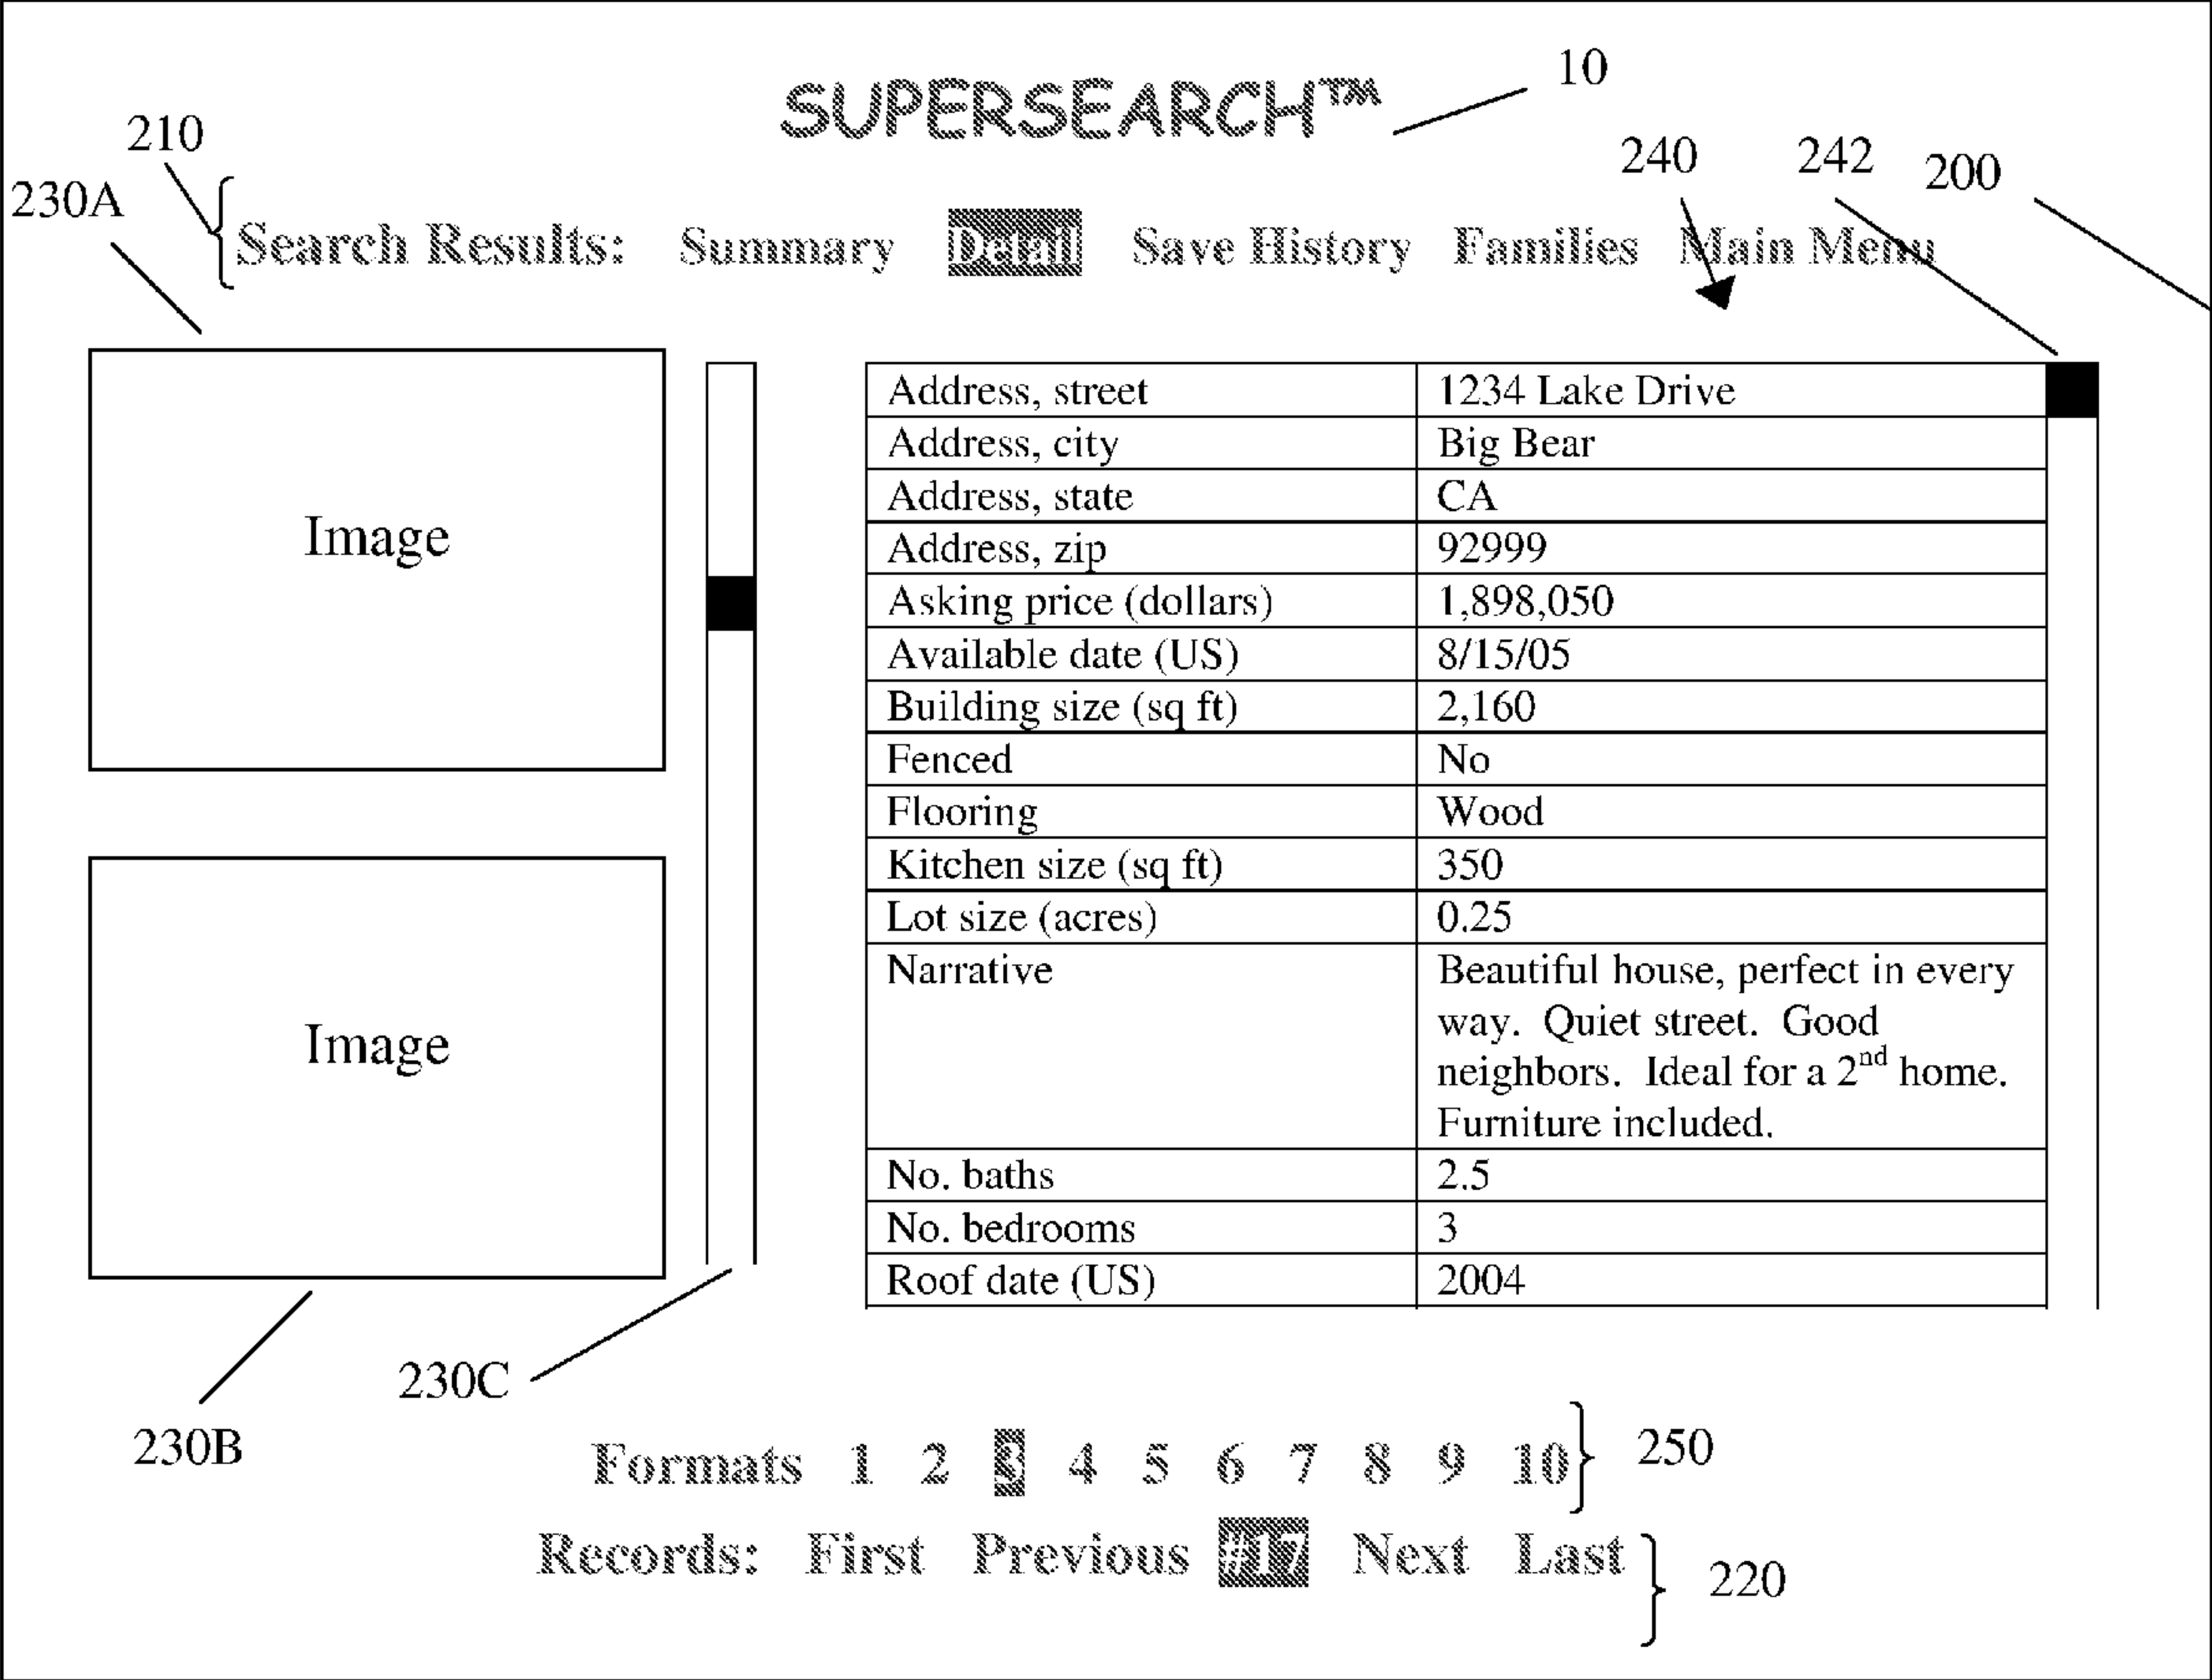 SUPERSEARCH™
10
210
240
242
200
230A
Search Results: Summary Detail Save History Families Main Menu
Image
Image
Address, street 1234 Lake Drive
Address, city Big Bear
Address, state CA
Address, zip 92999
Asking price (dollars) 1,898,050
Available date (US) 8/15/05
Building size (sq ft) 2,160
Fenced No
Flooring Wood
Kitchen size (sq ft) 350
Lot size (acres) 0.25
Narrative Beautiful house, perfect in every
way. Quiet street. Good
neighbors. Ideal for a 2nd home.
Furniture included.
No. baths 2.5
No. bedrooms 3
Roof date (US) 2004
230C
230B
Formats 1 2 3 4 5 6 7 8 9 10
250
Records: First Previous #17 Next Last
220